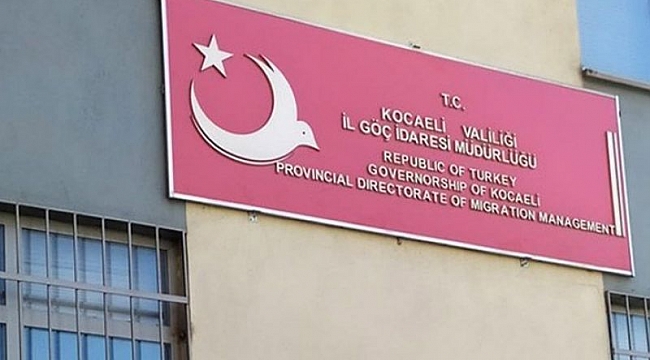 T.C.
KOCAELİ VALİLİĞİ
İL GÖÇ İDARESİ MÜDÜRLÜĞÜ
REPUBLIC OF TURKEY
GOVERNORSHIP OF KOCAELİ
PROVINCIAL DIRECTORATE OF MIGRATION MANAGEMENT